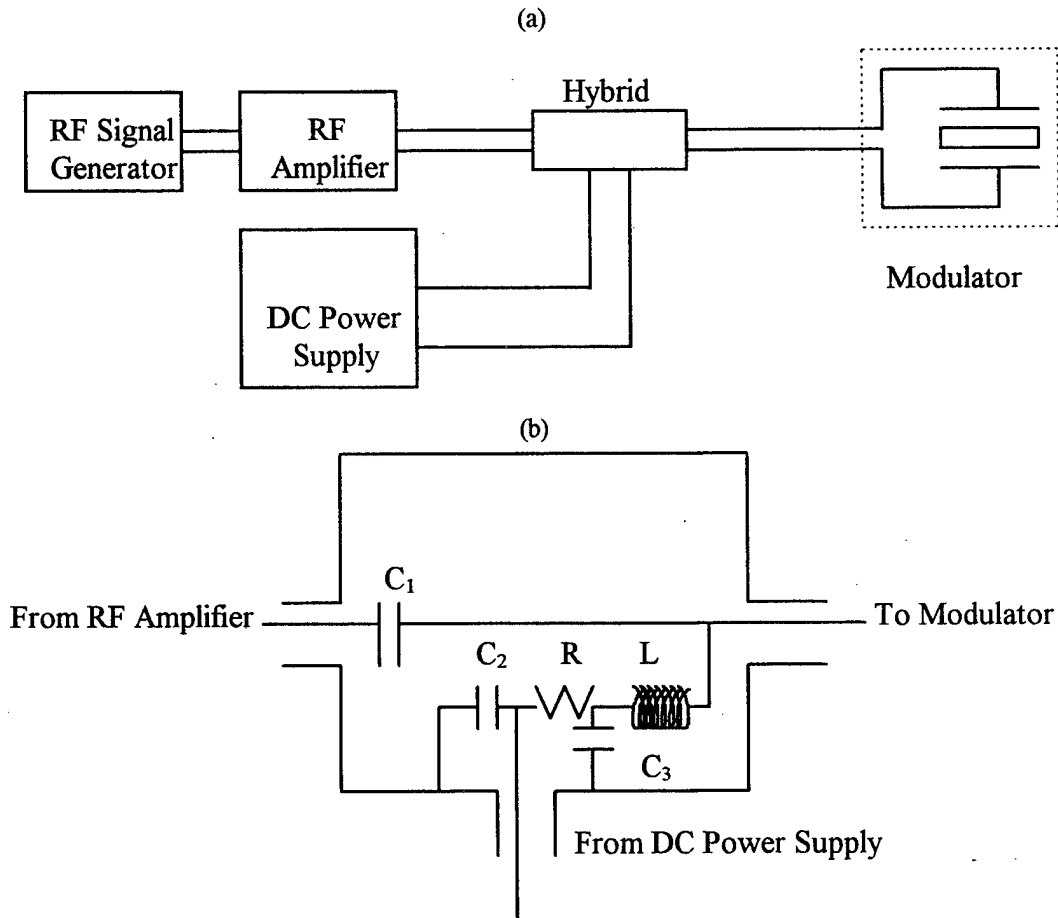 (a)
Hybrid
RF Signal
Generator
RF
Amplifier
DC Power
Supply
Modulator
(b)
C₁
From RF Amplifier
To Modulator
C₂
R
L
C₃
From DC Power Supply